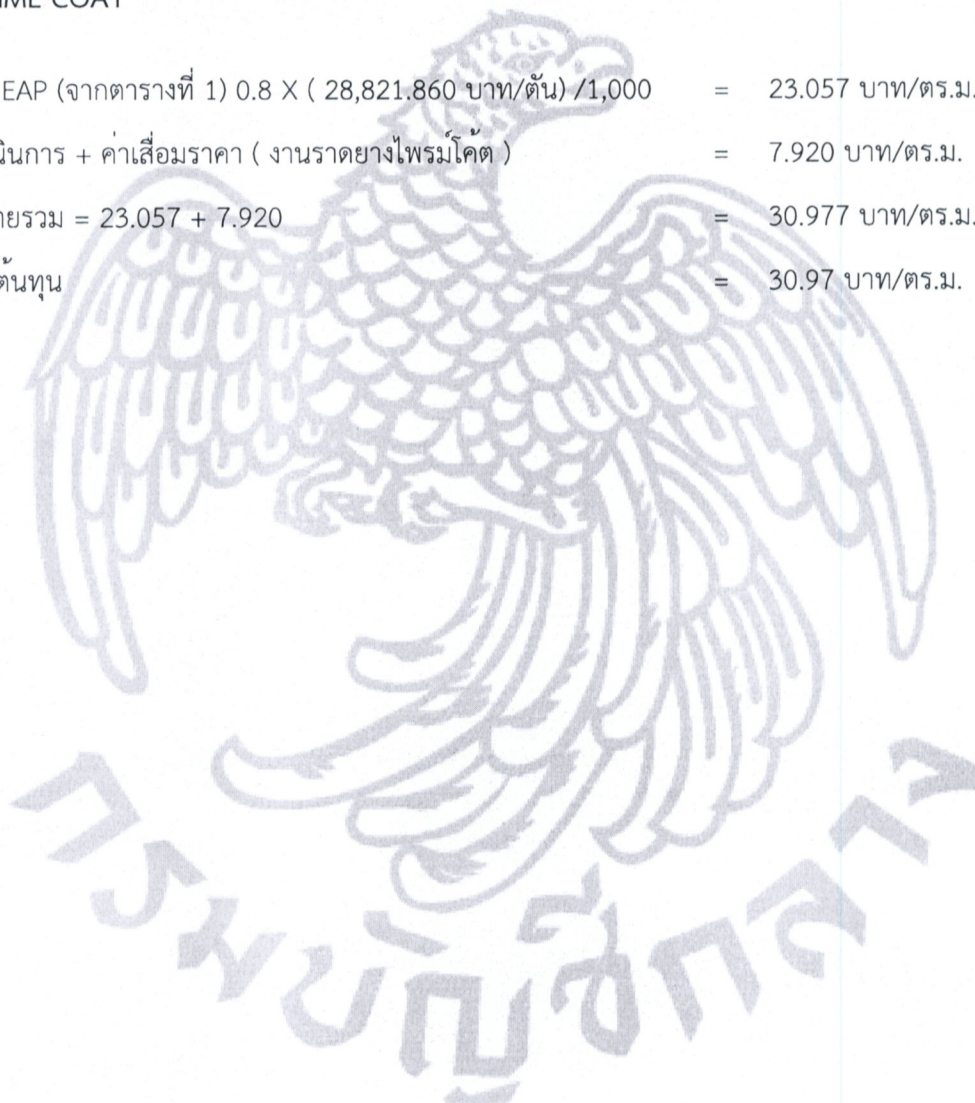 IME COAT
EAP (จากตารางที่ 1) 0.8 X ( 28,821.860 บาท/ตัน) /1,000 = 23.057 บาท/ตร.ม.
นินการ + ค่าเสื่อมราคา ( งานราดยางไพรม์โค้ต ) = 7.920 บาท/ตร.ม.
ายรวม = 23.057 + 7.920 = 30.977 บาท/ตร.ม.
ต้นทุน = 30.97 บาท/ตร.ม.
กรมบัญชีกลาง